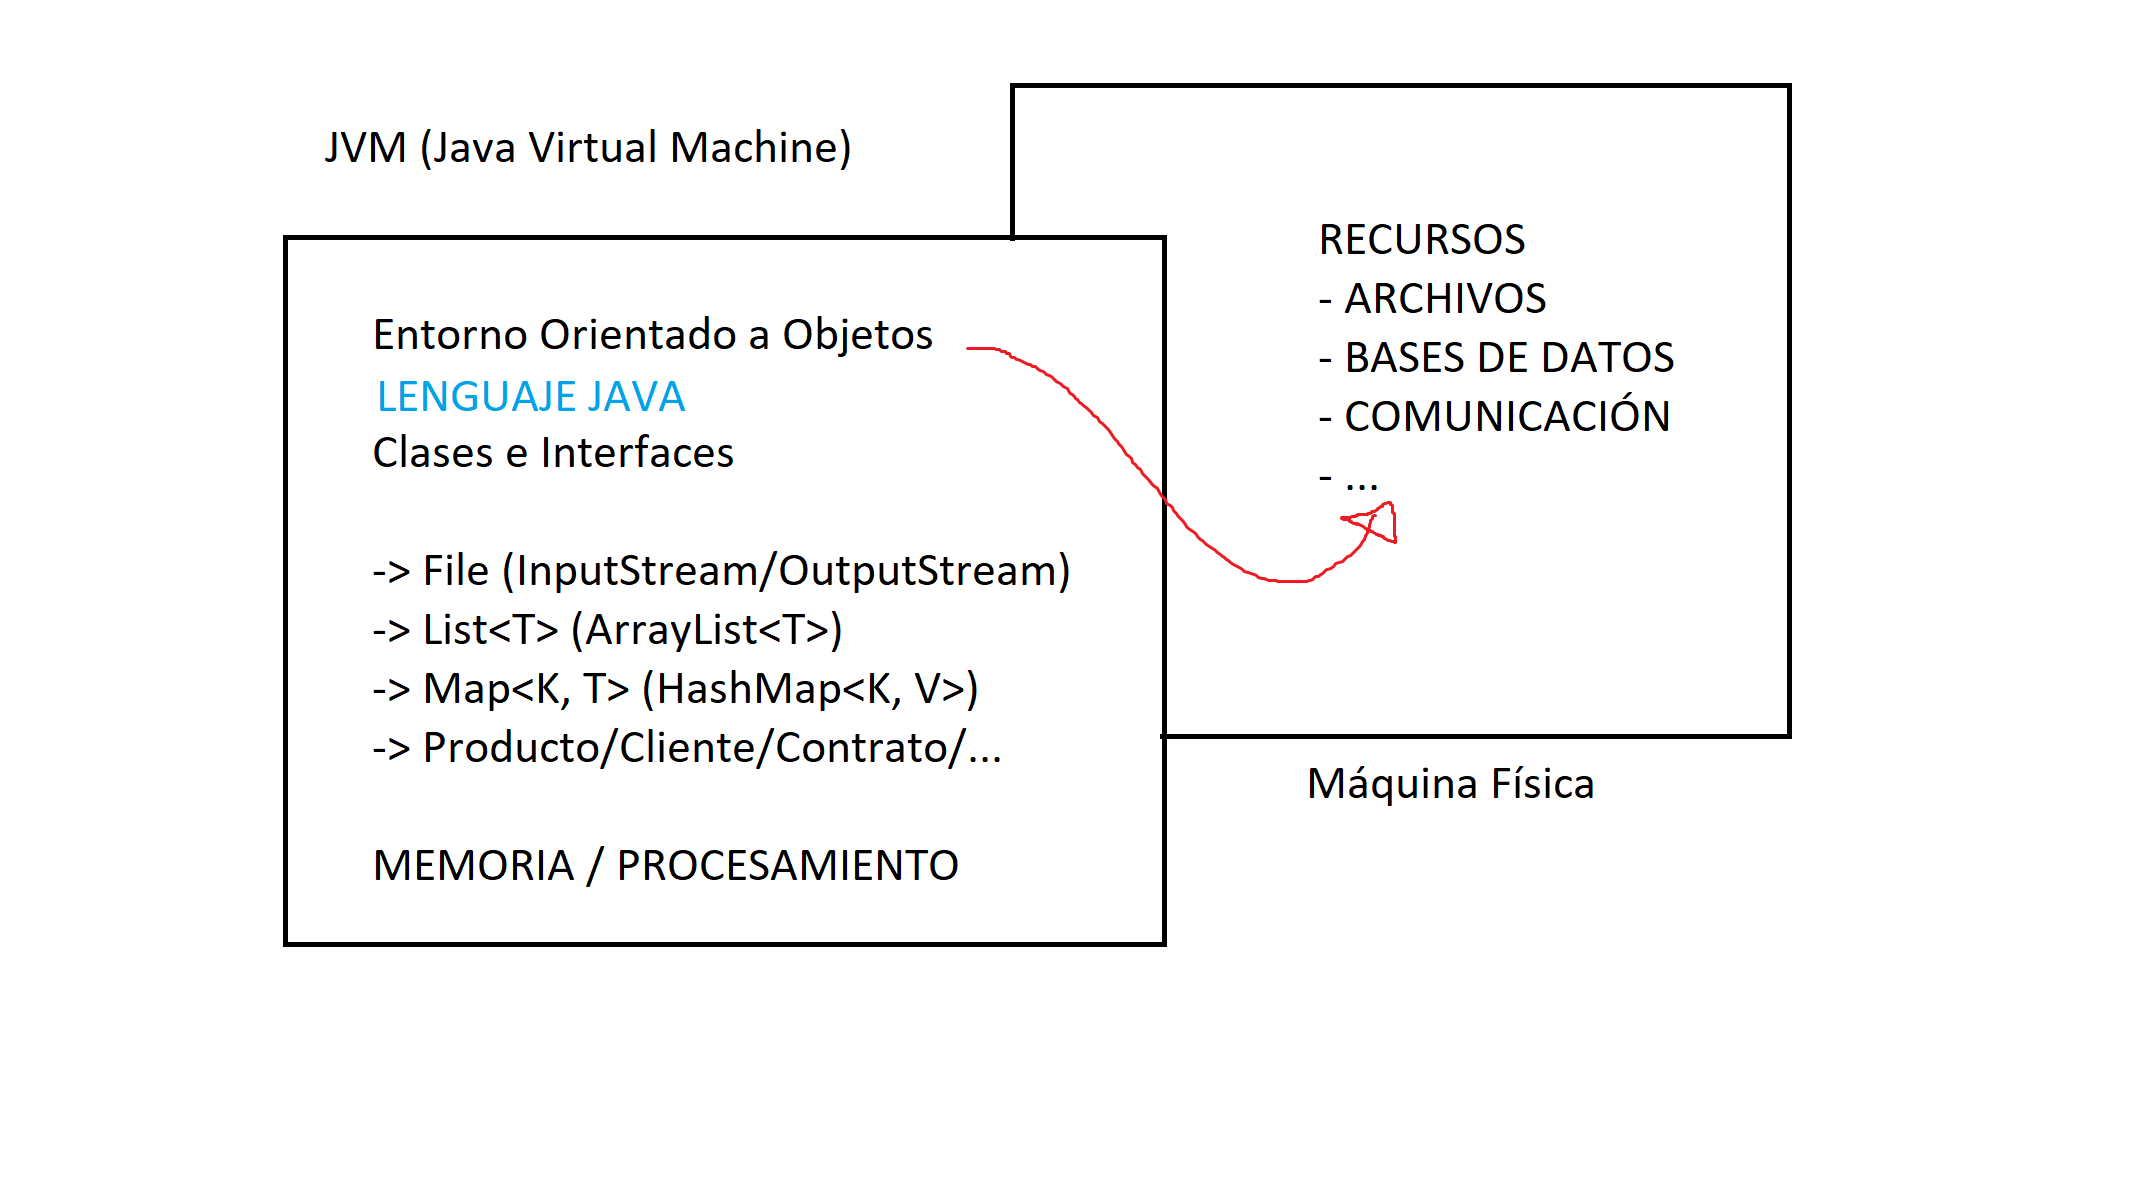 JVM (Java Virtual Machine)
Entorno Orientado a Objetos
LENGUAJE JAVA
Clases e Interfaces
-> File (InputStream/OutputStream)
-> List<T> (ArrayList<T>)
-> Map<K, T> (HashMap<K, V>)
-> Producto/Cliente/Contrato/...
MEMORIA / PROCESAMIENTO
RECURSOS
- ARCHIVOS
- BASES DE DATOS
- COMUNICACIÓN
- ...
Máquina Física